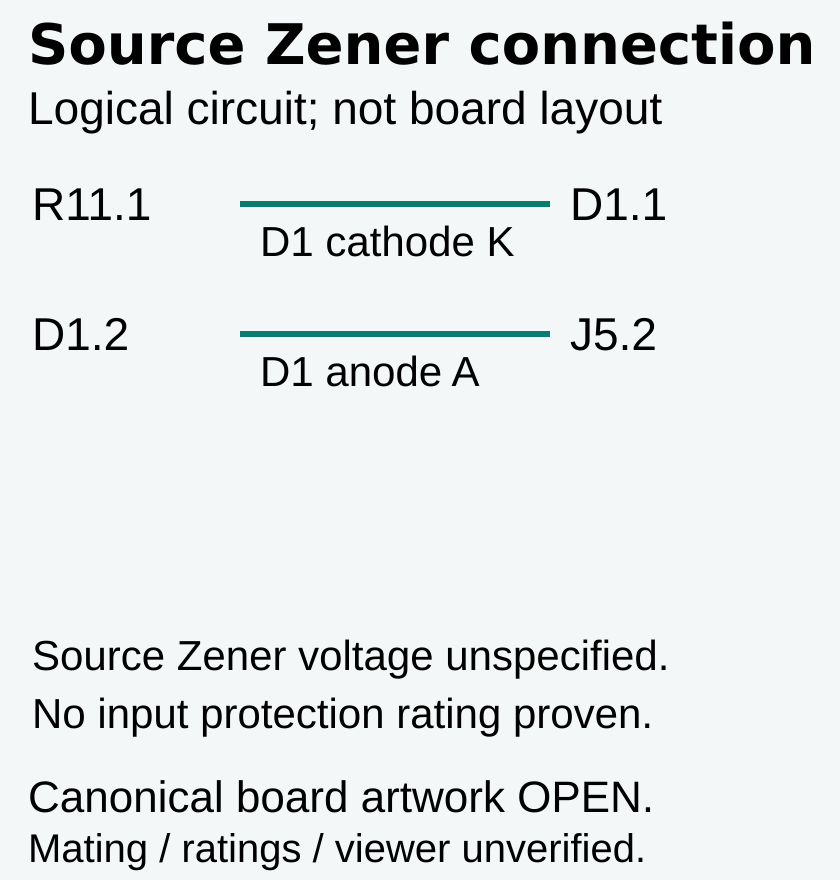 Source Zener connection
Logical circuit; not board layout
R11.1 D1.1
D1 cathode K
D1.2 J5.2
D1 anode A
Source Zener voltage unspecified.
No input protection rating proven.
Canonical board artwork OPEN.
Mating / ratings / viewer unverified.